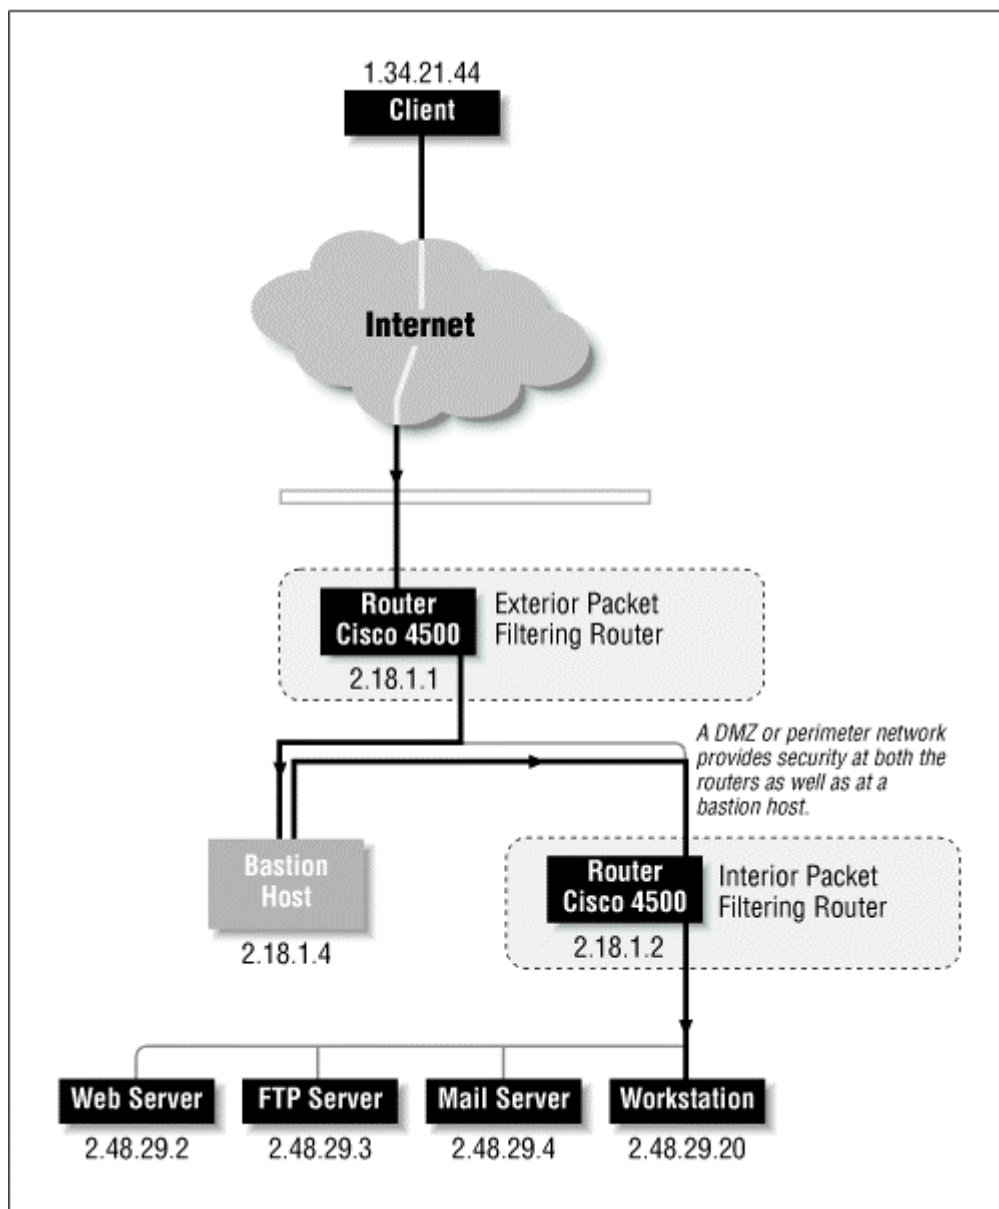 1.34.21.44
Client
Internet
Router
Cisco 4500
Exterior Packet
Filtering Router
2.18.1.1
A DMZ or perimeter network
provides security at both the
routers as well as at a
bastion host.
Bastion
Host
2.18.1.4
Router
Cisco 4500
Interior Packet
Filtering Router
2.18.1.2
Web Server
FTP Server
Mail Server
Workstation
2.48.29.2
2.48.29.3
2.48.29.4
2.48.29.20